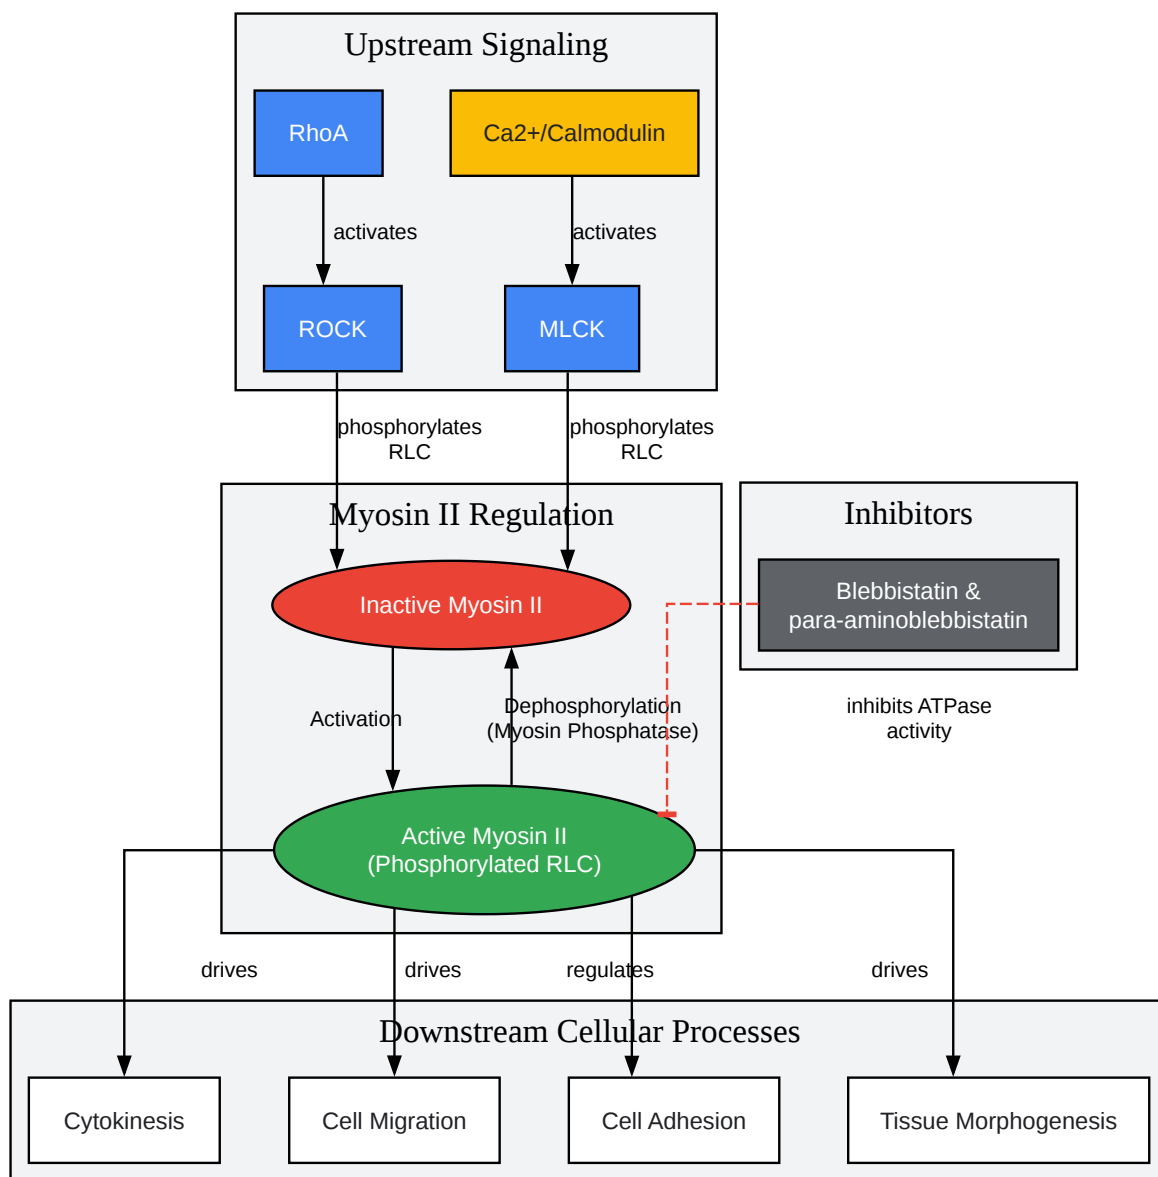 Upstream Signaling
RhoA
Ca2+/Calmodulin
activates
activates
ROCK
MLCK
phosphorylates
RLC
phosphorylates
RLC
Myosin II Regulation
Inhibitors
Inactive Myosin II
Blebbistatin &
para-aminoblebbistatin
Activation
Dephosphorylation
(Myosin Phosphatase)
inhibits ATPase
activity
Active Myosin II
(Phosphorylated RLC)
drives
drives
regulates
drives
Downstream Cellular Processes
Cytokinesis
Cell Migration
Cell Adhesion
Tissue Morphogenesis